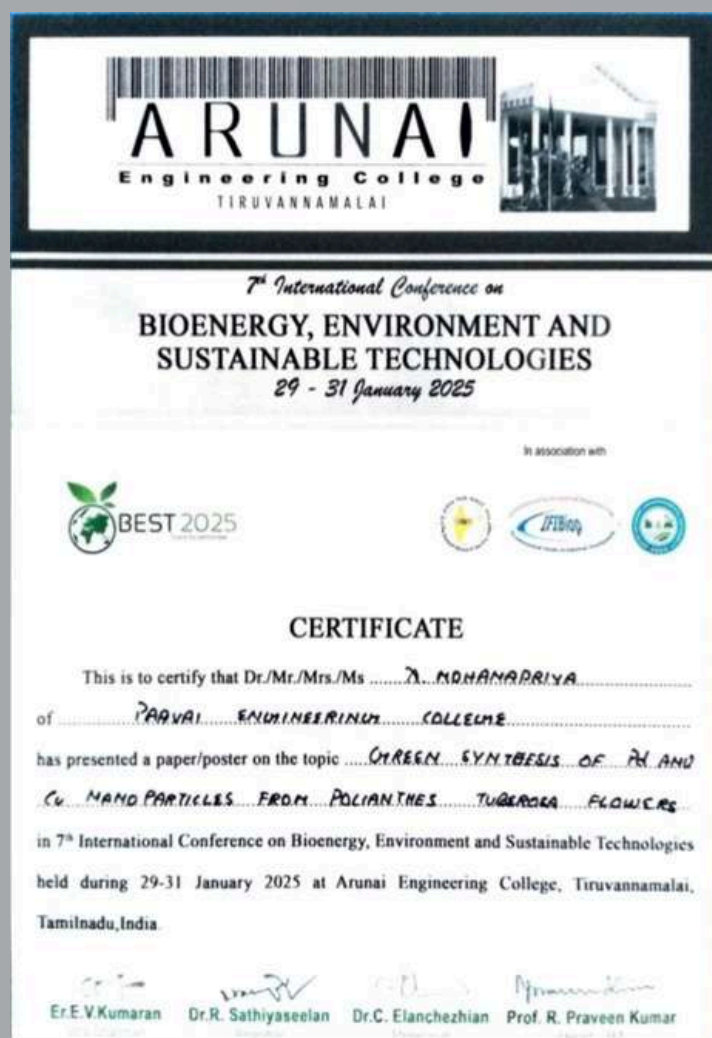 ARUNAI
Engineering College
TIRUVANNAMALAI
7th International Conference on
BIOENERGY, ENVIRONMENT AND
SUSTAINABLE TECHNOLOGIES
29 - 31 January 2025
In association with
BEST 2025
IFIBiop
CERTIFICATE
This is to certify that Dr./Mr./Mrs./Ms ...... MOHANAPRIYA
of PAAVAI ENGINEERING COLLEGE
has presented a paper/poster on the topic .... GREEN SYNTHESIS OF Pd AND
Cu NANO PARTICLES FROM POLIANTHES TUBEROSA FLOWERS
in 7th International Conference on Bioenergy, Environment and Sustainable Technologies
held during 29-31 January 2025 at Arunai Engineering College, Tiruvannamalai,
Tamilnadu,India.
Er.E.V.Kumaran Dr.R. Sathiyaseelan Dr.C. Elanchezhian Prof. R. Praveen Kumar